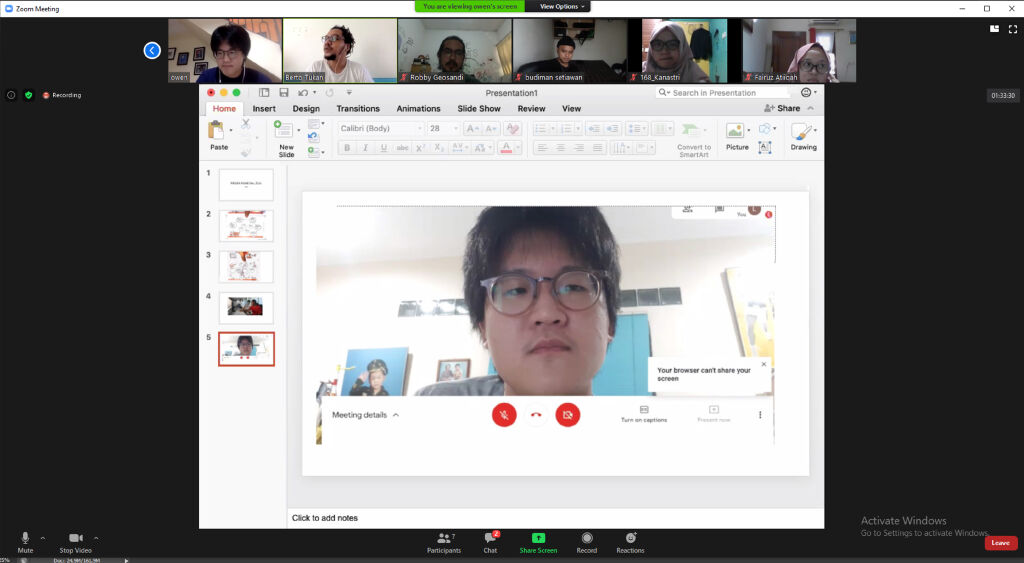 Zoom Meeting
You are viewing owen's screen
View Options
owen
Berto Tukan
Robby Geosandi
budiman setiawan
168_Kanastri
Fairuz Atiroh
Recording
01:33:30
Presentation1
Search in Presentation
Home
Insert
Design
Transitions
Animations
Slide Show
Review
View
Share
Paste
New
Slide
Calibri (Body)
28
Convert to
SmartArt
Picture
Drawing
1
2
3
4
5
You
Your browser can't share your
screen
Meeting details
Turn on captions
Present now
Click to add notes
Activate Windows
Go to Settings to activate Windows.
Mute
Stop Video
Participants
7
Chat
2
Share Screen
Record
Reactions
Leave